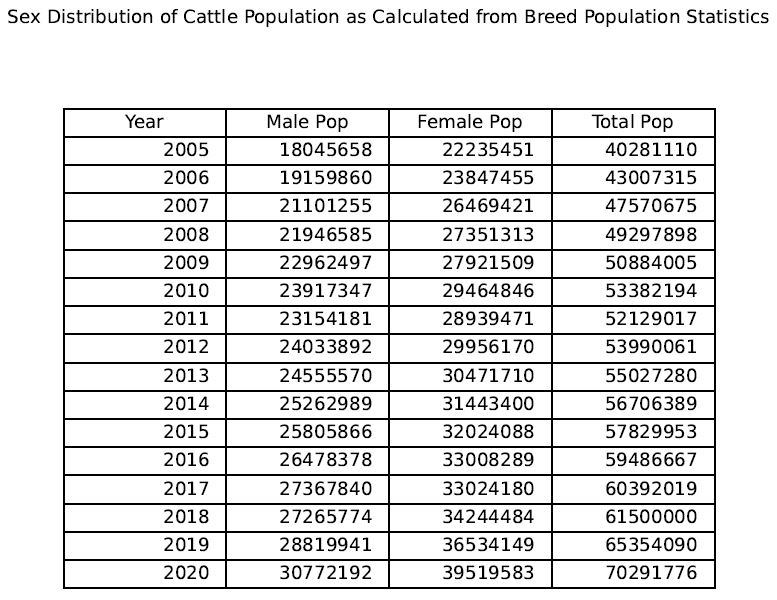 Sex Distribution of Cattle Population as Calculated from Breed Population Statistics
Year Male Pop Female Pop Total Pop
2005 18045658 22235451 40281110
2006 19159860 23847455 43007315
2007 21101255 26469421 47570675
2008 21946585 27351313 49297898
2009 22962497 27921509 50884005
2010 23917347 29464846 53382194
2011 23154181 28939471 52129017
2012 24033892 29956170 53990061
2013 24555570 30471710 55027280
2014 25262989 31443400 56706389
2015 25805866 32024088 57829953
2016 26478378 33008289 59486667
2017 27367840 33024180 60392019
2018 27265774 34244484 61500000
2019 28819941 36534149 65354090
2020 30772192 39519583 70291776